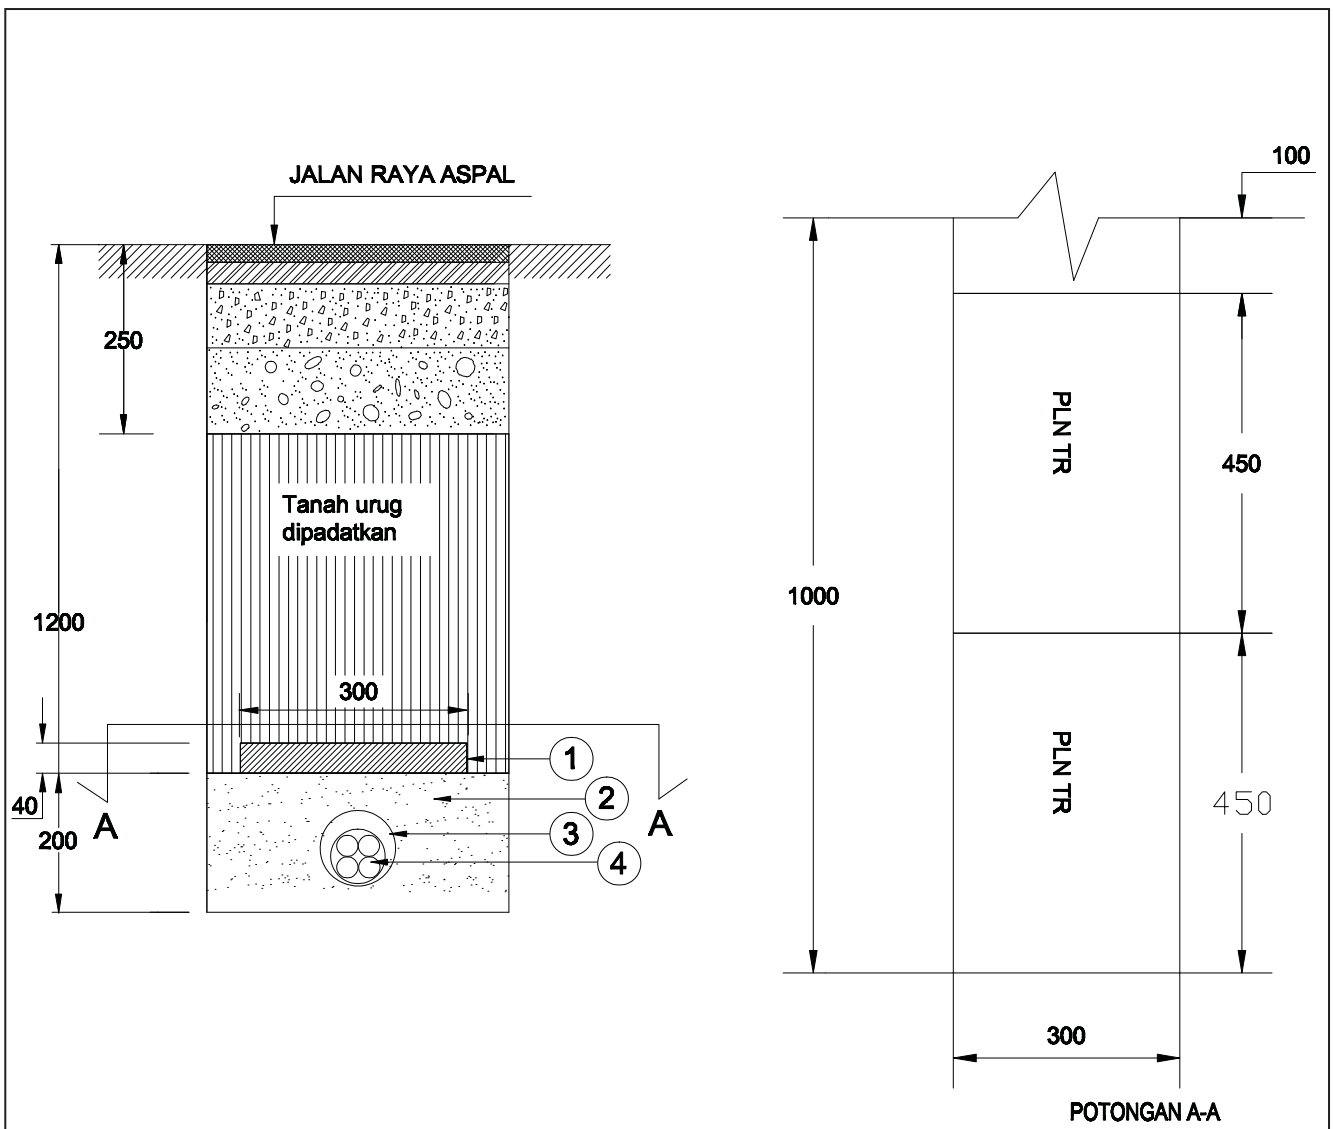 JALAN RAYA ASPAL
250
Tanah urug
dipadatkan
1200
300
1
2
3
4
40
200
A
A
100
PLN TR
450
1000
PLN TR
450
300
POTONGAN A-A